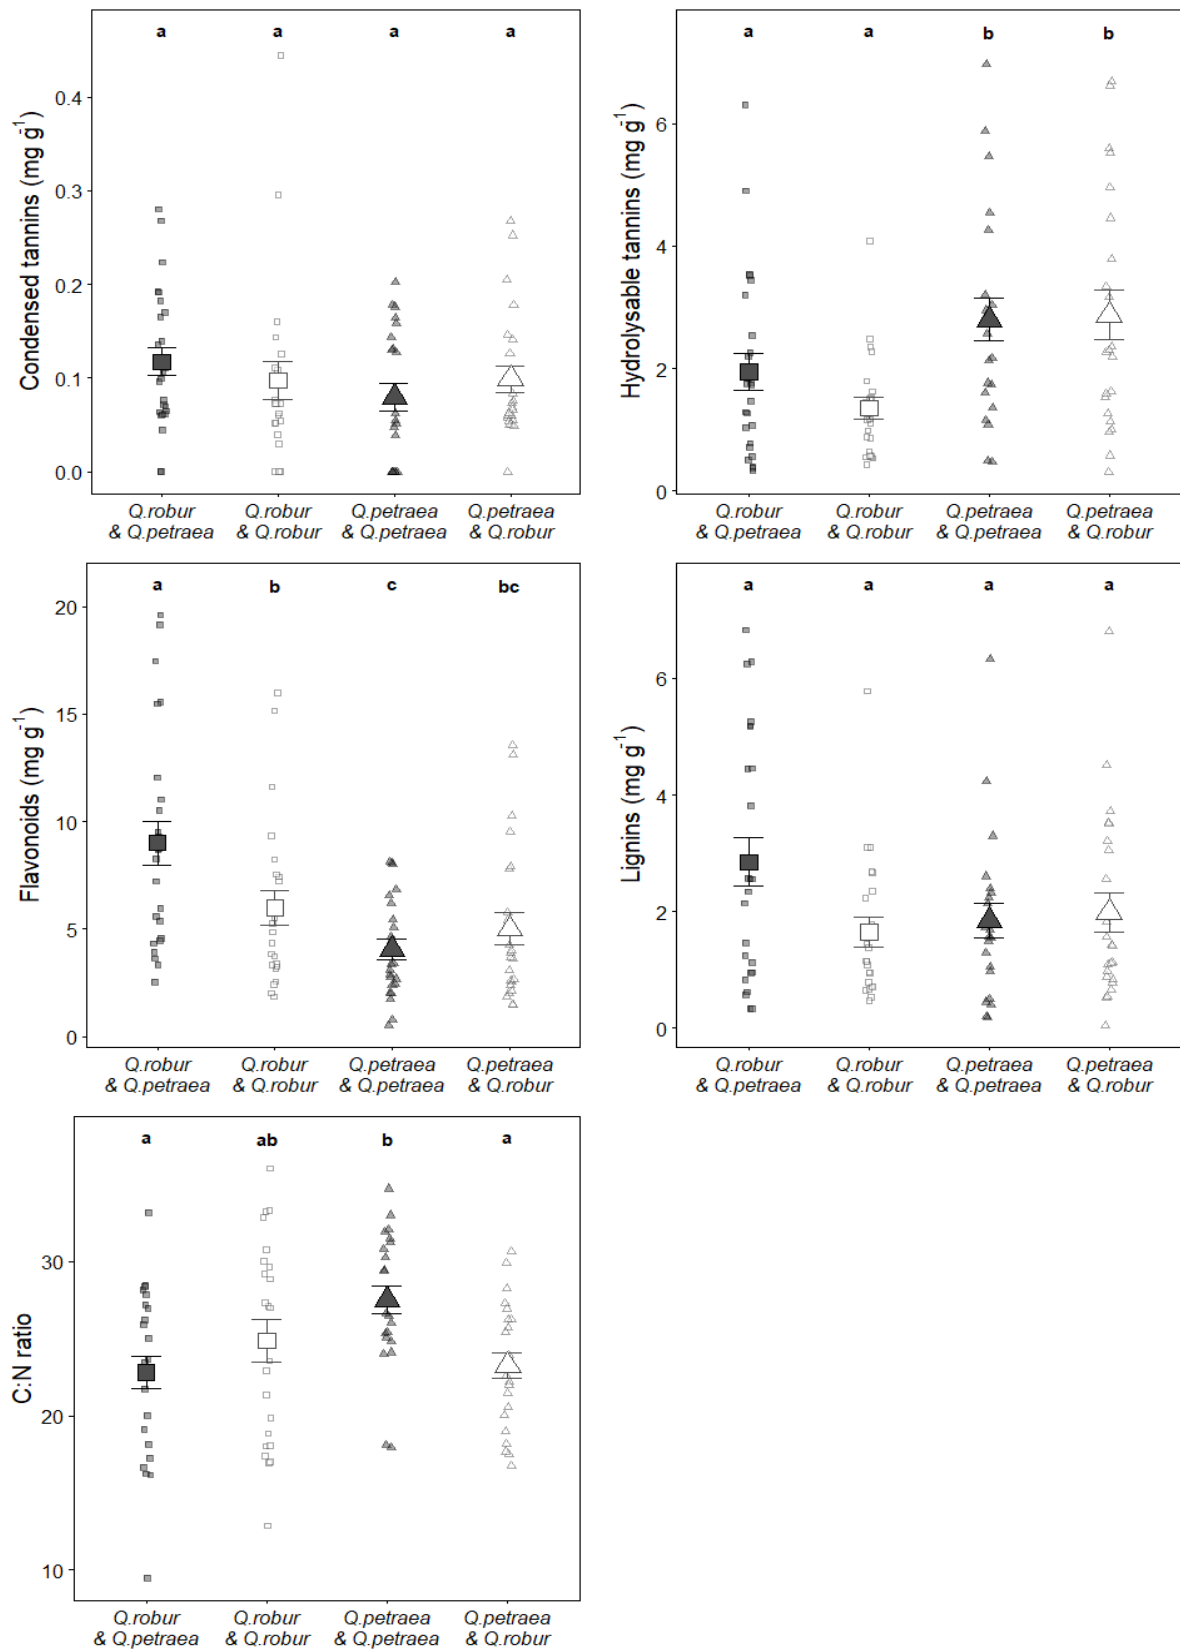 a a a a
Condensed tannins (mg g-1)
0.4
0.3
0.2
0.1
0.0
Q.robur & Q.petraea
Q.robur & Q.robur
Q.petraea & Q.petraea
Q.petraea & Q.robur
a a b b
Hydrolysable tannins (mg g-1)
6
4
2
0
Q.robur & Q.petraea
Q.robur & Q.robur
Q.petraea & Q.petraea
Q.petraea & Q.robur
a b c bc
Flavonoids (mg g-1)
20
15
10
5
0
Q.robur & Q.petraea
Q.robur & Q.robur
Q.petraea & Q.petraea
Q.petraea & Q.robur
a a a a
Lignins (mg g-1)
6
4
2
0
Q.robur & Q.petraea
Q.robur & Q.robur
Q.petraea & Q.petraea
Q.petraea & Q.robur
a ab b a
C:N ratio
30
20
10
Q.robur & Q.petraea
Q.robur & Q.robur
Q.petraea & Q.petraea
Q.petraea & Q.robur